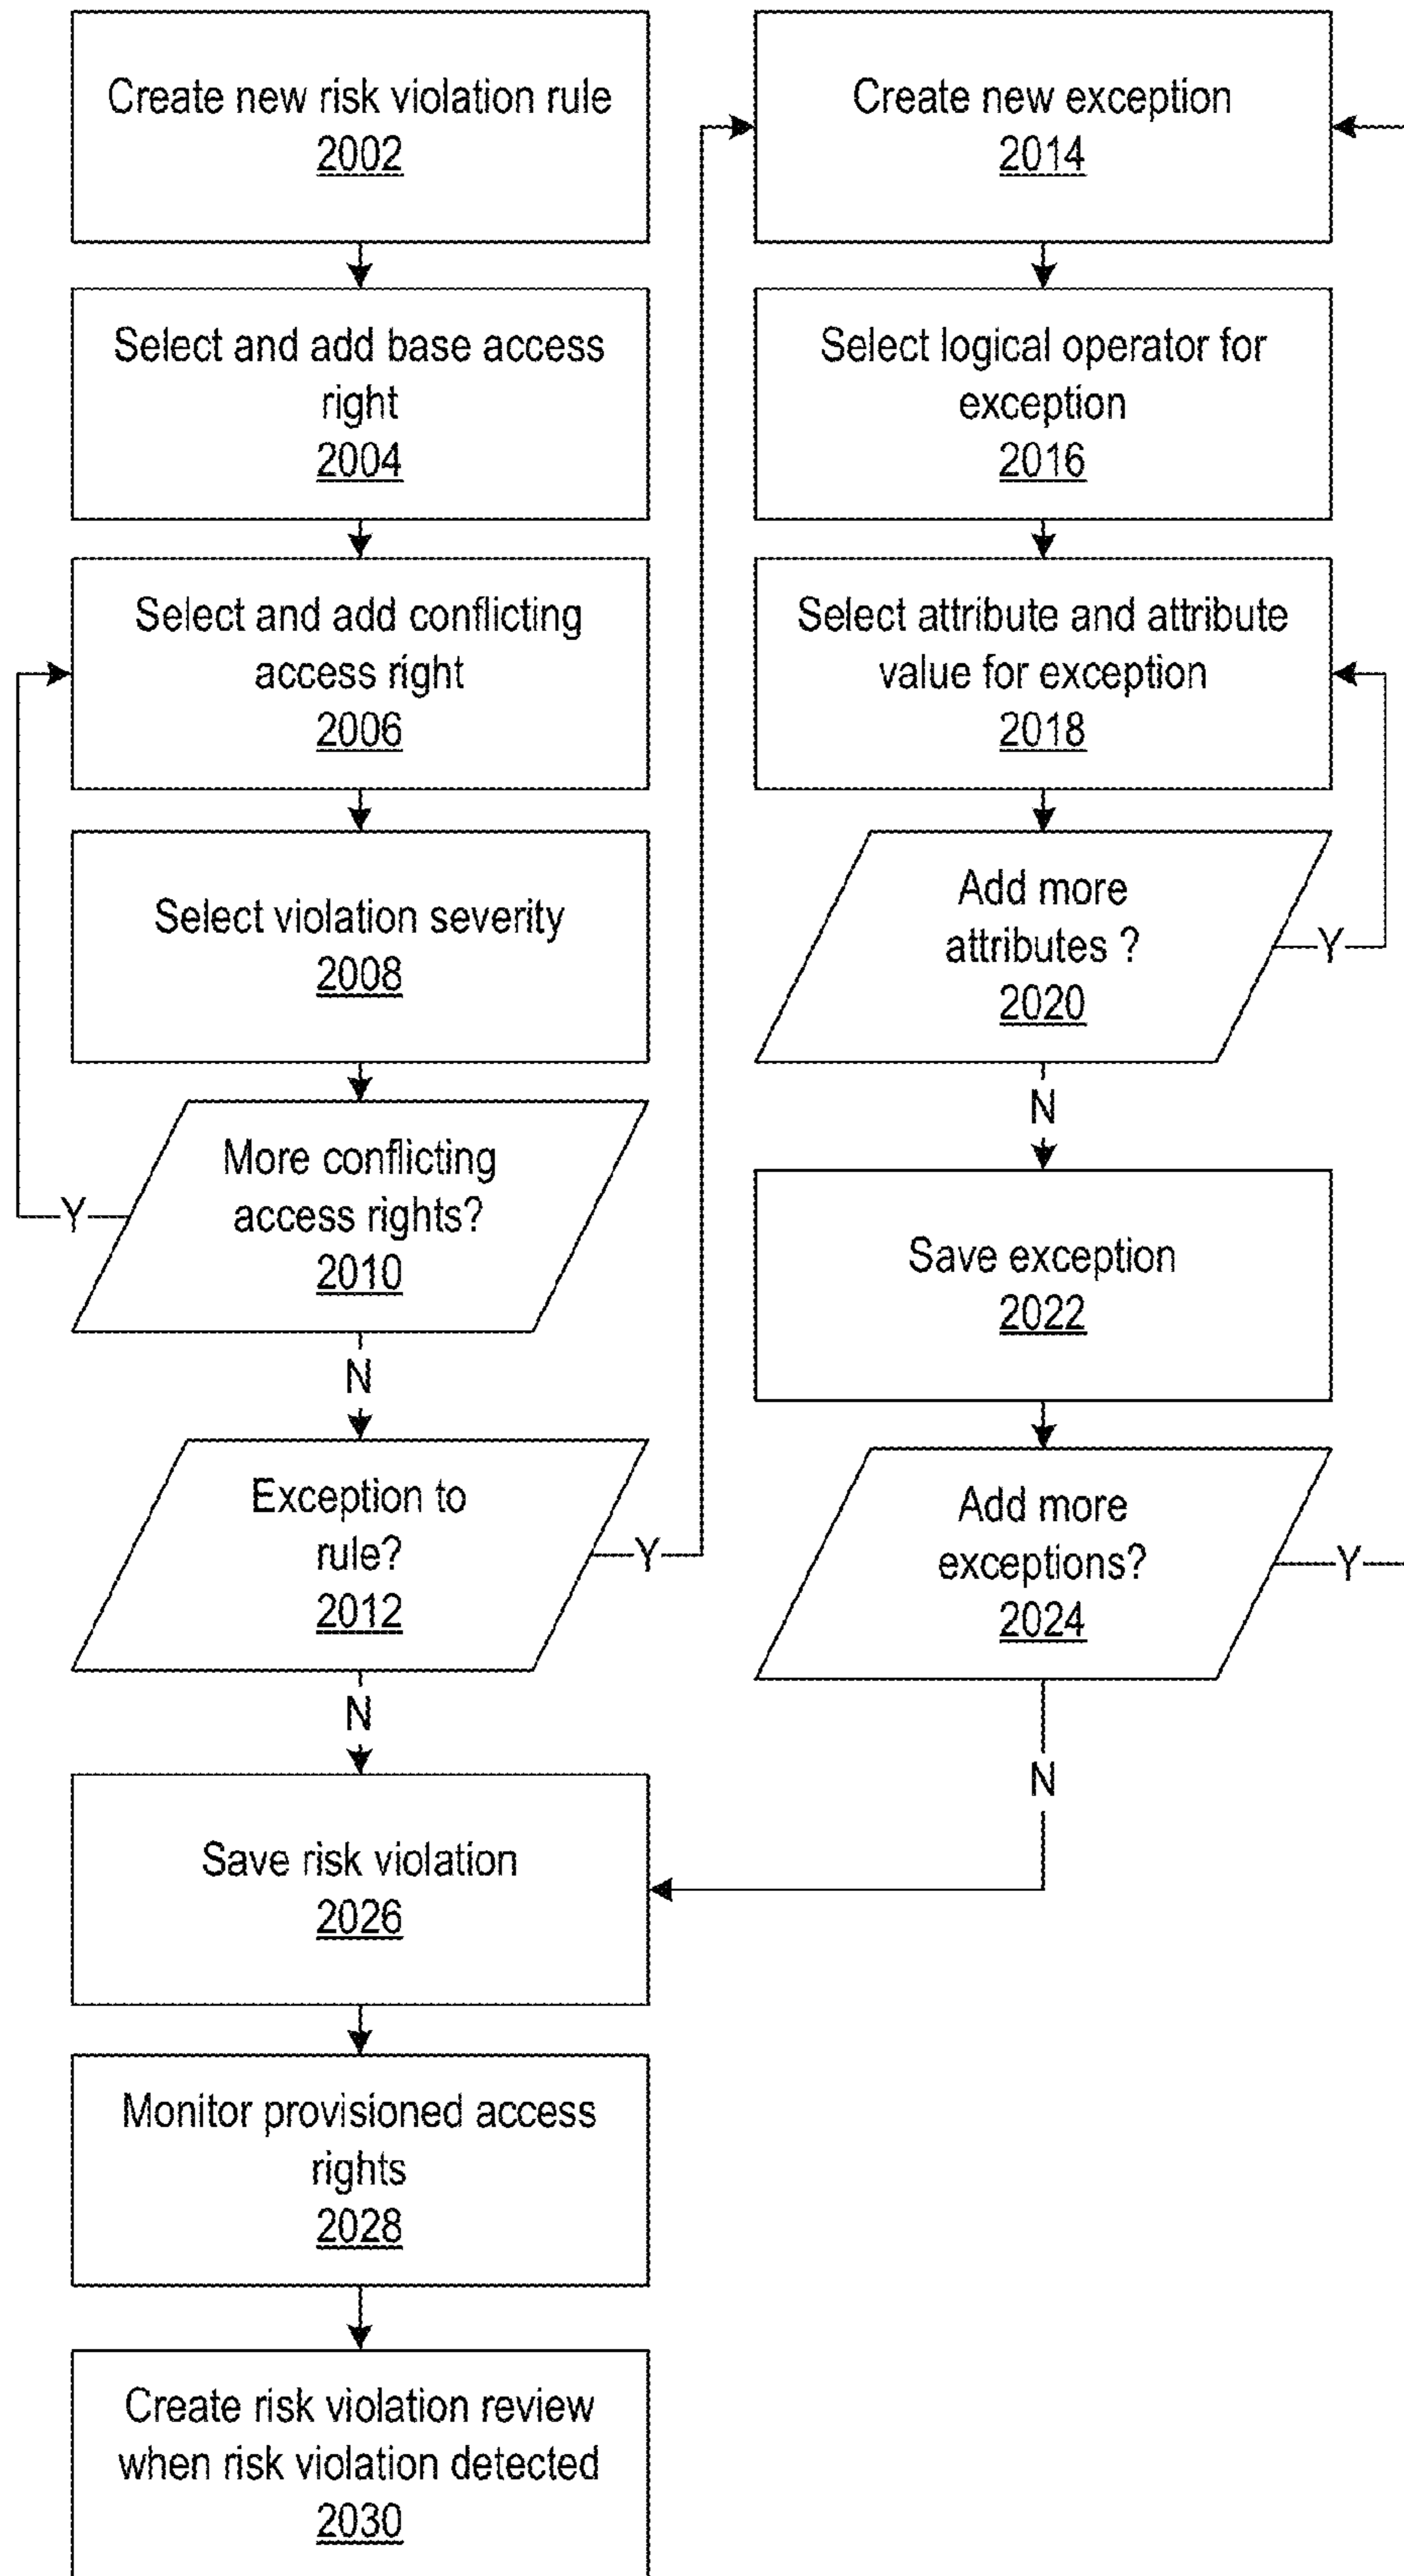 Create new risk violation rule
2002
Select and add base access
right
2004
Select and add conflicting
access right
2006
Select violation severity
2008
More conflicting
access rights?
2010
Y
N
Exception to
rule?
2012
Y
N
Save risk violation
2026
Monitor provisioned access
rights
2028
Create risk violation review
when risk violation detected
2030
Create new exception
2014
Select logical operator for
exception
2016
Select attribute and attribute
value for exception
2018
Add more
attributes ?
2020
Y
N
Save exception
2022
Add more
exceptions?
2024
Y
N